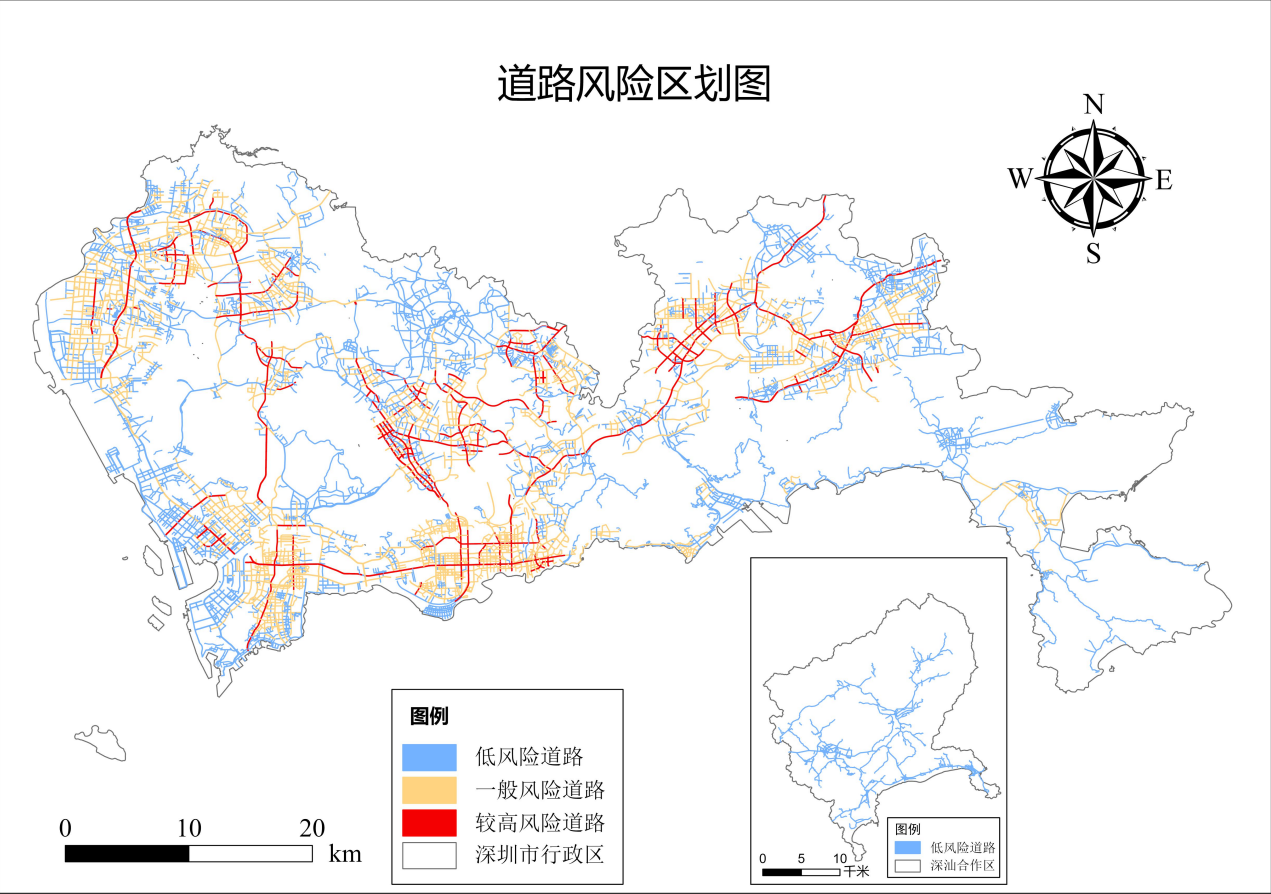 道路风险区划图
N
W
E
S
图例
低风险道路
一般风险道路
较高风险道路
深圳市行政区
0 10 20
km
图例
低风险道路
深汕合作区
0 5 10
千米